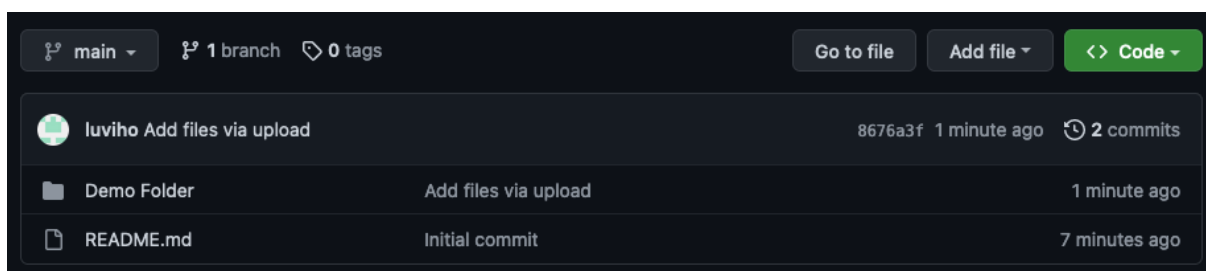 main 1 branch 0 tags Go to file Add file <> Code
luviho Add files via upload 8676a3f 1 minute ago 2 commits
Demo Folder Add files via upload 1 minute ago
README.md Initial commit 7 minutes ago